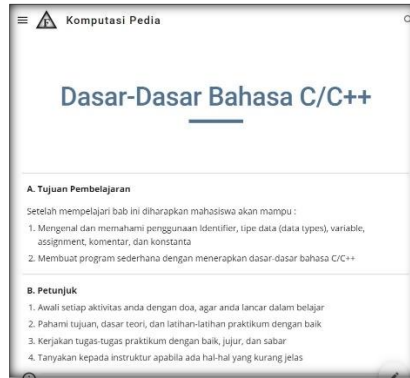 Komputasi Pedia
Dasar-Dasar Bahasa C/C++
A. Tujuan Pembelajaran
Setelah mempelajari bab ini diharapkan mahasiswa akan mampu :
1. Mengenal dan memahami penggunaan Identifier, tipe data (data types), variable,
assignment, komentar, dan konstanta
2. Membuat program sederhana dengan menerapkan dasar-dasar bahasa C/C++
B. Petunjuk
1. Awali setiap aktivitas anda dengan doa, agar anda lancar dalam belajar
2. Pahami tujuan, dasar teori, dan latihan-latihan praktikum dengan baik
3. Kerjakan tugas-tugas praktikum dengan baik, jujur, dan sabar
4. Tanyakan kepada instruktur apabila ada hal-hal yang kurang jelas